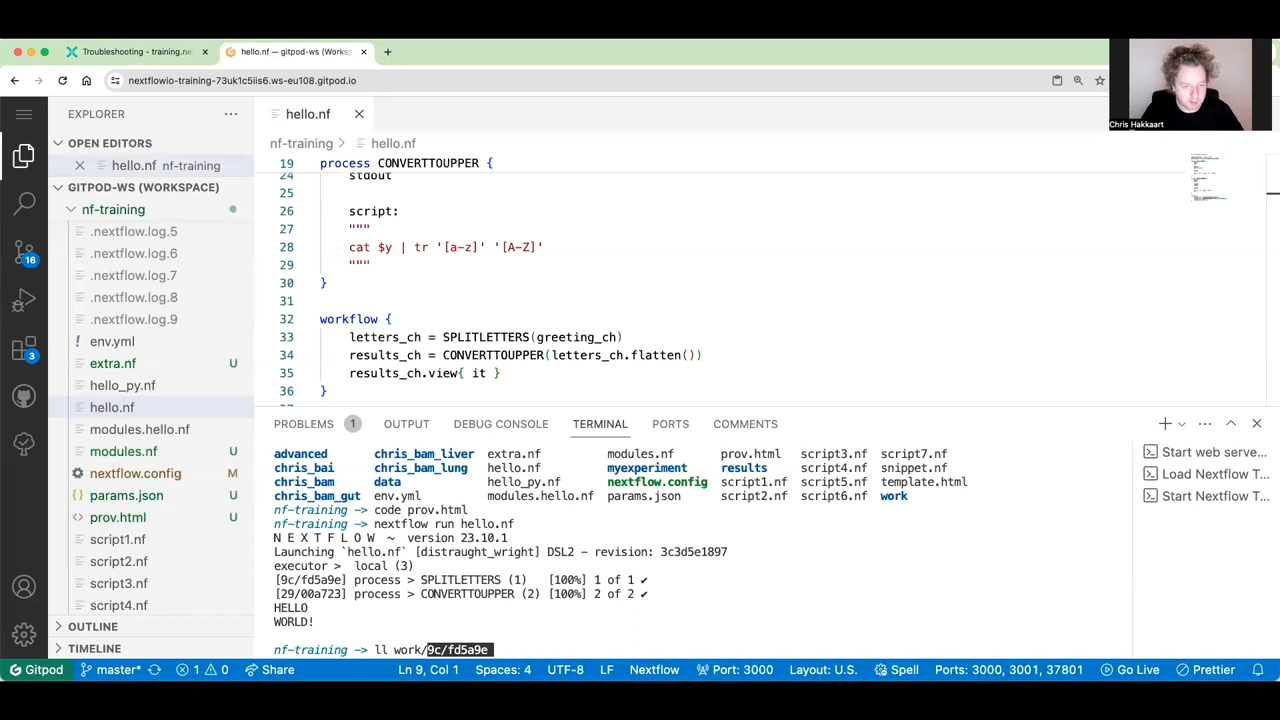 Troubleshooting - training.ne
hello.nf — gitpod-ws (Works
nextflowio-training-73uk1c5iis6.ws-eu108.gitpod.io
Chris Hakkaart
EXPLORER
OPEN EDITORS
hello.nf nf-training
GITPOD-WS (WORKSPACE)
nf-training
.nextflow.log.5
.nextflow.log.6
.nextflow.log.7
.nextflow.log.8
.nextflow.log.9
env.yml
extra.nf U
hello_py.nf
hello.nf
modules.hello.nf
modules.nf U
nextflow.config M
params.json U
prov.html U
script1.nf
script2.nf
script3.nf
script4.nf
OUTLINE
TIMELINE
16
3
hello.nf
nf-training > hello.nf
19 process CONVERTTOUPPER {
24 stdout
25
26 script:
27 """
28 cat $y | tr '[a-z]' '[A-Z]'
29 """
30 }
31
32 workflow {
33 letters_ch = SPLITLETTERS(greeting_ch)
34 results_ch = CONVERTTOUPPER(letters_ch.flatten())
35 results_ch.view{ it }
36 }
PROBLEMS 1 OUTPUT DEBUG CONSOLE TERMINAL PORTS COMMENTS
advanced chris_bam_liver extra.nf modules.nf prov.html script3.nf script7.nf
chris_bai chris_bam_lung hello.nf myexperiment results script4.nf snippet.nf
chris_bam data hello_py.nf nextflow.config script1.nf script5.nf template.html
chris_bam_gut env.yml modules.hello.nf params.json script2.nf script6.nf work
nf-training -> code prov.html
nf-training -> nextflow run hello.nf
N E X T F L O W ~ version 23.10.1
Launching `hello.nf` [distraught_wright] DSL2 - revision: 3c3d5e1897
executor > local (3)
[9c/fd5a9e] process > SPLITLETTERS (1) [100%] 1 of 1 ✔
[29/00a723] process > CONVERTTOUPPER (2) [100%] 2 of 2 ✔
HELLO
WORLD!
nf-training -> ll work/9c/fd5a9e
Start web serve...
Load Nextflow T...
Start Nextflow T...
Gitpod master* 1 0 Share Ln 9, Col 1 Spaces: 4 UTF-8 LF Nextflow Port: 3000 Layout: U.S. Spell Ports: 3000, 3001, 37801 Go Live Prettier